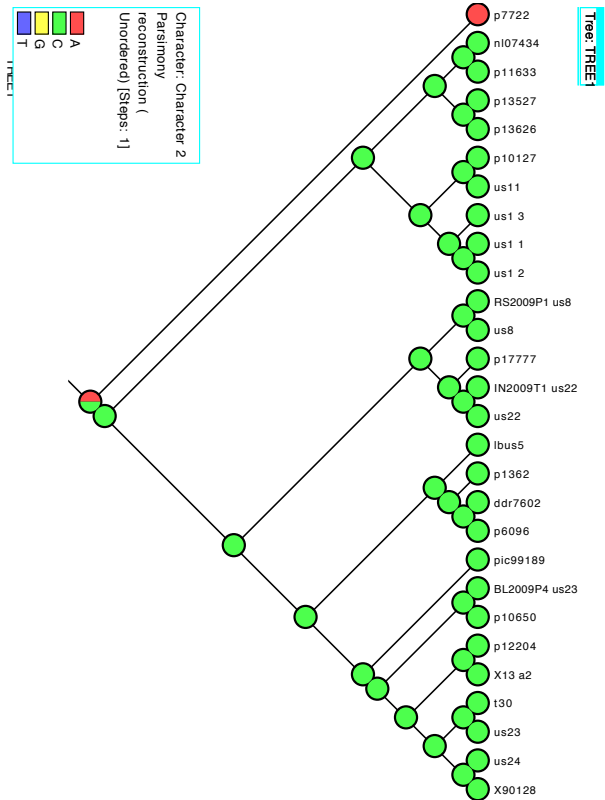 Tree: TREE1
p7722
nl07434
p11633
p13527
p13626
p10127
us11
us1 3
us1 1
us1 2
RS2009P1 us8
us8
p17777
IN2009T1 us22
us22
lbus5
p1362
ddr7602
p6096
pic99189
BL2009P4 us23
p10650
p12204
X13 a2
t30
us23
us24
X90128
Character: Character 2
Parsimony
reconstruction (
Unordered) [Steps: 1]
A
C
G
T